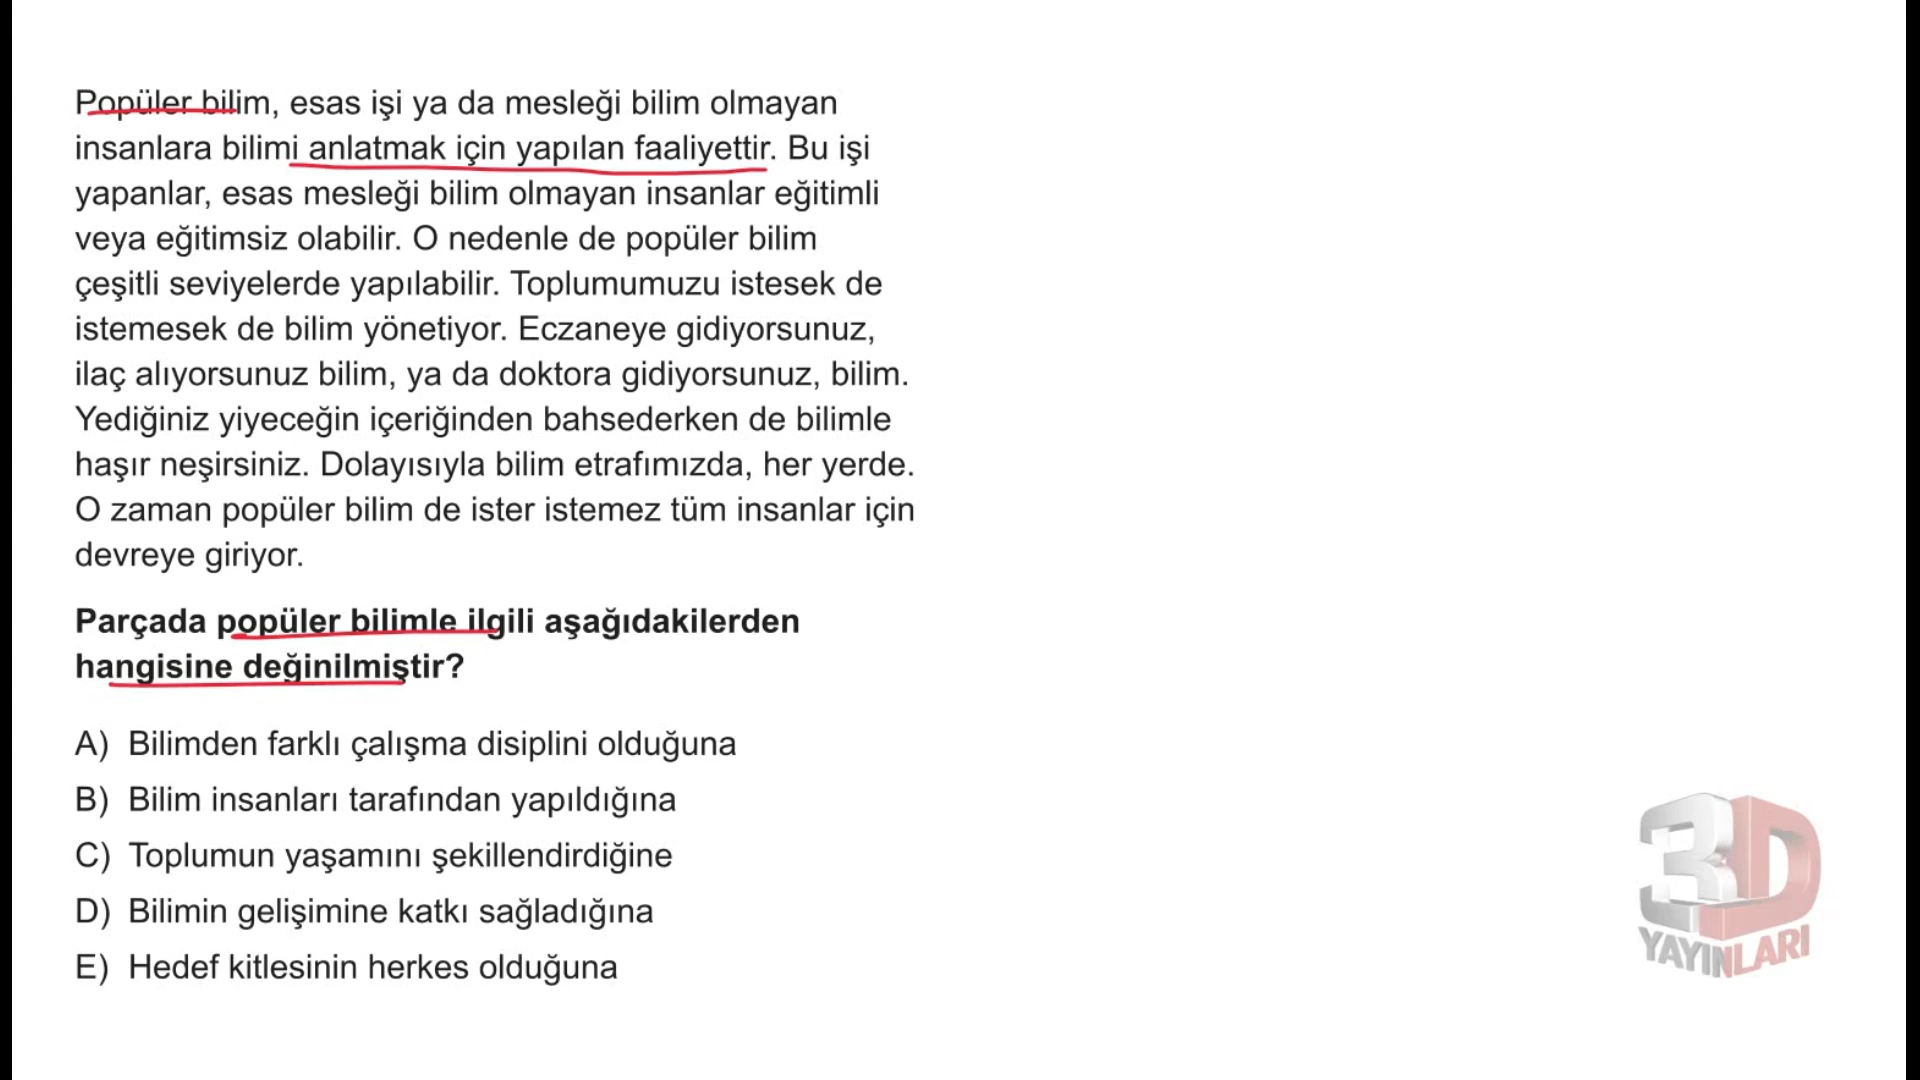 Popüler bilim, esas işi ya da mesleği bilim olmayan
insanlara bilimi anlatmak için yapılan faaliyettir. Bu işi
yapanlar, esas mesleği bilim olmayan insanlar eğitimli
veya eğitimsiz olabilir. O nedenle de popüler bilim
çeşitli seviyelerde yapılabilir. Toplumumuzu istesek de
istemesek de bilim yönetiyor. Eczaneye gidiyorsunuz,
ilaç alıyorsunuz bilim, ya da doktora gidiyorsunuz, bilim.
Yediğiniz yiyeceğin içeriğinden bahsederken de bilimle
haşır neşirsiniz. Dolayısıyla bilim etrafımızda, her yerde.
O zaman popüler bilim de ister istemez tüm insanlar için
devreye giriyor.
Parçada popüler bilimle ilgili aşağıdakilerden
hangisine değinilmiştir?
A) Bilimden farklı çalışma disiplini olduğuna
B) Bilim insanları tarafından yapıldığına
C) Toplumun yaşamını şekillendirdiğine
D) Bilimin gelişimine katkı sağladığına
E) Hedef kitlesinin herkes olduğuna
3D
YAYINLARI